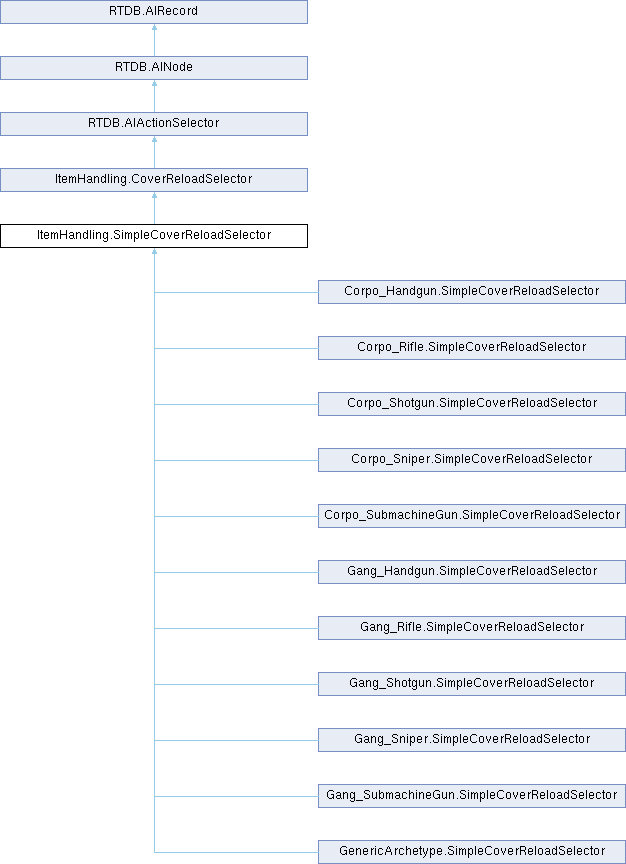 RTDB.AIRecord
RTDB.AINode
RTDB.AIActionSelector
ItemHandling.CoverReloadSelector
ItemHandling.SimpleCoverReloadSelector
Corpo_Handgun.SimpleCoverReloadSelector
Corpo_Rifle.SimpleCoverReloadSelector
Corpo_Shotgun.SimpleCoverReloadSelector
Corpo_Sniper.SimpleCoverReloadSelector
Corpo_SubmachineGun.SimpleCoverReloadSelector
Gang_Handgun.SimpleCoverReloadSelector
Gang_Rifle.SimpleCoverReloadSelector
Gang_Shotgun.SimpleCoverReloadSelector
Gang_Sniper.SimpleCoverReloadSelector
Gang_SubmachineGun.SimpleCoverReloadSelector
GenericArchetype.SimpleCoverReloadSelector